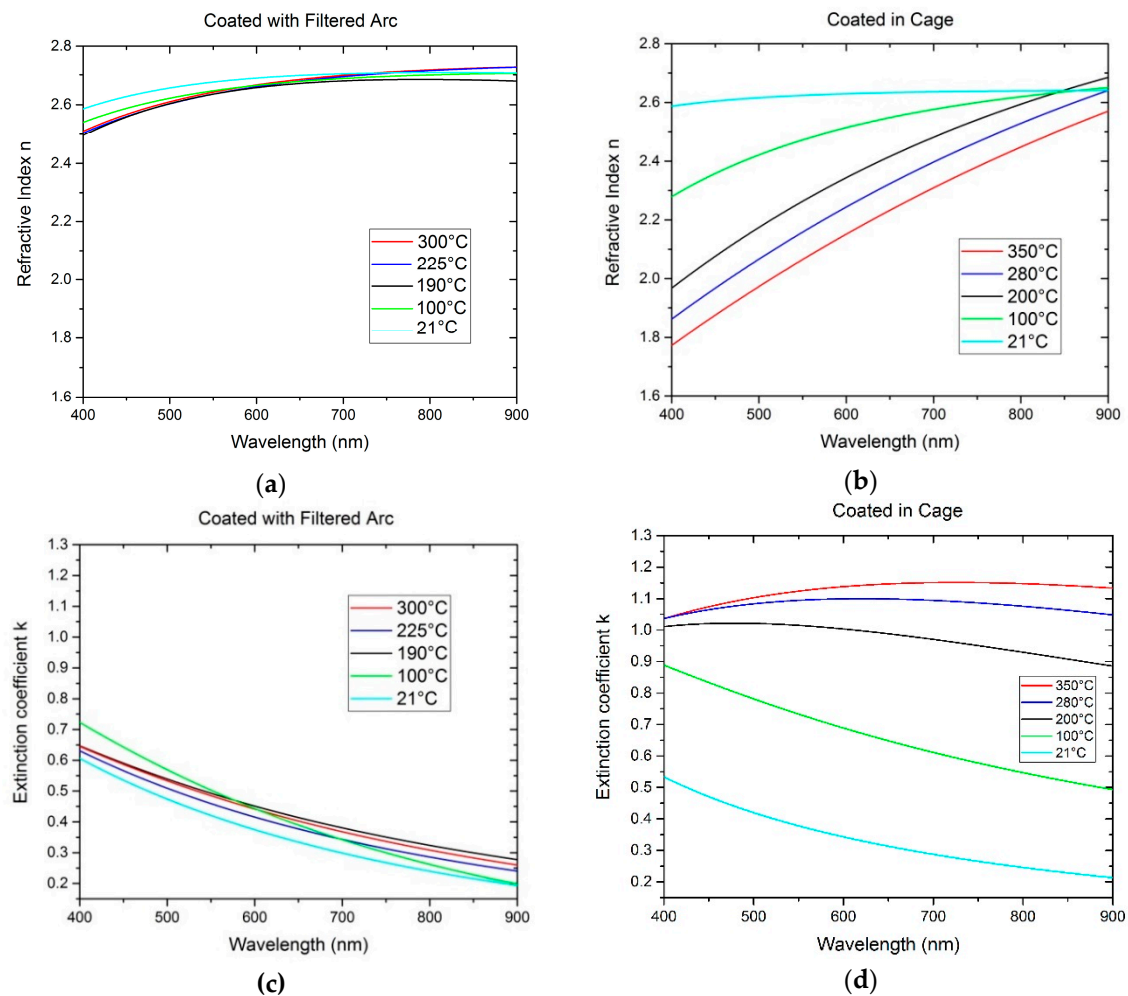 Coated with Filtered Arc
2.8
2.6
2.4
2.2
2.0
1.8
1.6
Refractive Index n
300°C
225°C
190°C
100°C
21°C
400 500 600 700 800 900
Wavelength (nm)
(a)
Coated in Cage
2.8
2.6
2.4
2.2
2.0
1.8
1.6
Refractive Index n
350°C
280°C
200°C
100°C
21°C
400 500 600 700 800 900
Wavelength (nm)
(b)
Coated with Filtered Arc
1.3
1.2
1.1
1.0
0.9
0.8
0.7
0.6
0.5
0.4
0.3
0.2
Extinction coefficient k
300°C
225°C
190°C
100°C
21°C
400 500 600 700 800 900
Wavelength (nm)
(c)
Coated in Cage
1.3
1.2
1.1
1.0
0.9
0.8
0.7
0.6
0.5
0.4
0.3
0.2
Extinction coefficient k
350°C
280°C
200°C
100°C
21°C
400 500 600 700 800 900
Wavelength (nm)
(d)